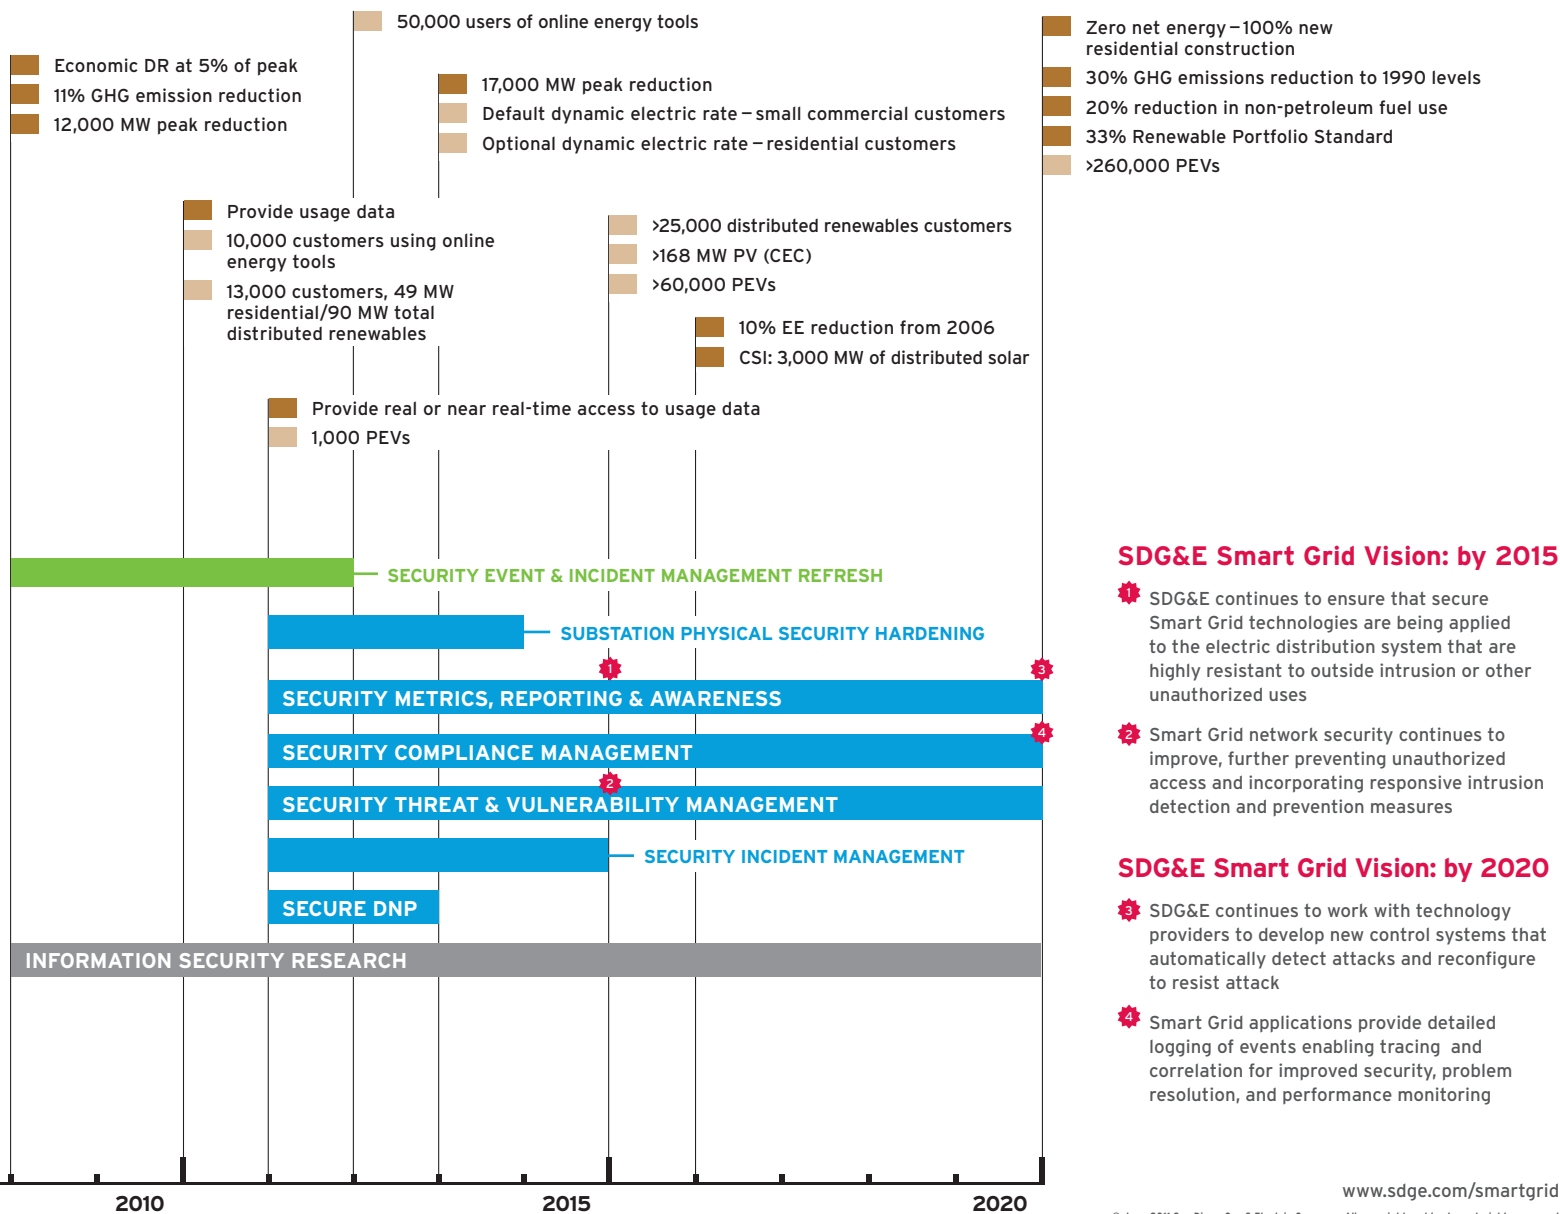 50,000 users of online energy tools
Economic DR at 5% of peak
11% GHG emission reduction
12,000 MW peak reduction
17,000 MW peak reduction
Default dynamic electric rate – small commercial customers
Optional dynamic electric rate – residential customers
Zero net energy – 100% new
residential construction
30% GHG emissions reduction to 1990 levels
20% reduction in non-petroleum fuel use
33% Renewable Portfolio Standard
>260,000 PEVs
Provide usage data
10,000 customers using online
energy tools
13,000 customers, 49 MW
residential/90 MW total
distributed renewables
>25,000 distributed renewables customers
>168 MW PV (CEC)
>60,000 PEVs
10% EE reduction from 2006
CSI: 3,000 MW of distributed solar
Provide real or near real-time access to usage data
1,000 PEVs
SECURITY EVENT & INCIDENT MANAGEMENT REFRESH
SUBSTATION PHYSICAL SECURITY HARDENING
1
3
SECURITY METRICS, REPORTING & AWARENESS
4
SECURITY COMPLIANCE MANAGEMENT
2
SECURITY THREAT & VULNERABILITY MANAGEMENT
SECURITY INCIDENT MANAGEMENT
SECURE DNP
INFORMATION SECURITY RESEARCH
2010
2015
2020
SDG&E Smart Grid Vision: by 2015
1 SDG&E continues to ensure that secure
Smart Grid technologies are being applied
to the electric distribution system that are
highly resistant to outside intrusion or other
unauthorized uses
2 Smart Grid network security continues to
improve, further preventing unauthorized
access and incorporating responsive intrusion
detection and prevention measures
SDG&E Smart Grid Vision: by 2020
3 SDG&E continues to work with technology
providers to develop new control systems that
automatically detect attacks and reconfigure
to resist attack
4 Smart Grid applications provide detailed
logging of events enabling tracing and
correlation for improved security, problem
resolution, and performance monitoring
www.sdge.com/smartgrid